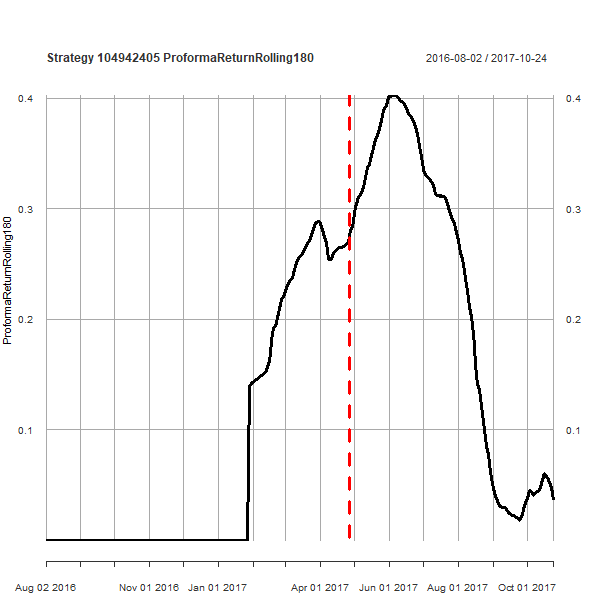 Strategy 104942405 ProformaReturnRolling180
2016-08-02 / 2017-10-24
0.4
0.4
0.3
0.3
0.2
0.2
0.1
0.1
ProformaReturnRolling180
Aug 02 2016
Nov 01 2016
Jan 01 2017
Apr 01 2017
Jun 01 2017
Aug 01 2017
Oct 01 2017